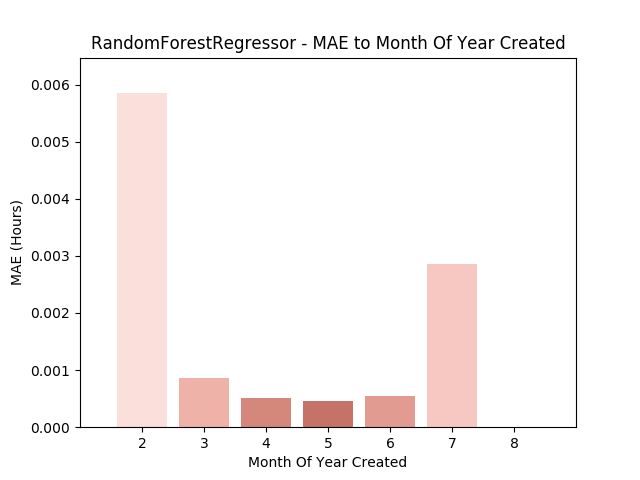 RandomForestRegressor - MAE to Month Of Year Created
0.006
0.005
0.004
0.003
0.002
0.001
0.000
MAE (Hours)
2 3 4 5 6 7 8
Month Of Year Created